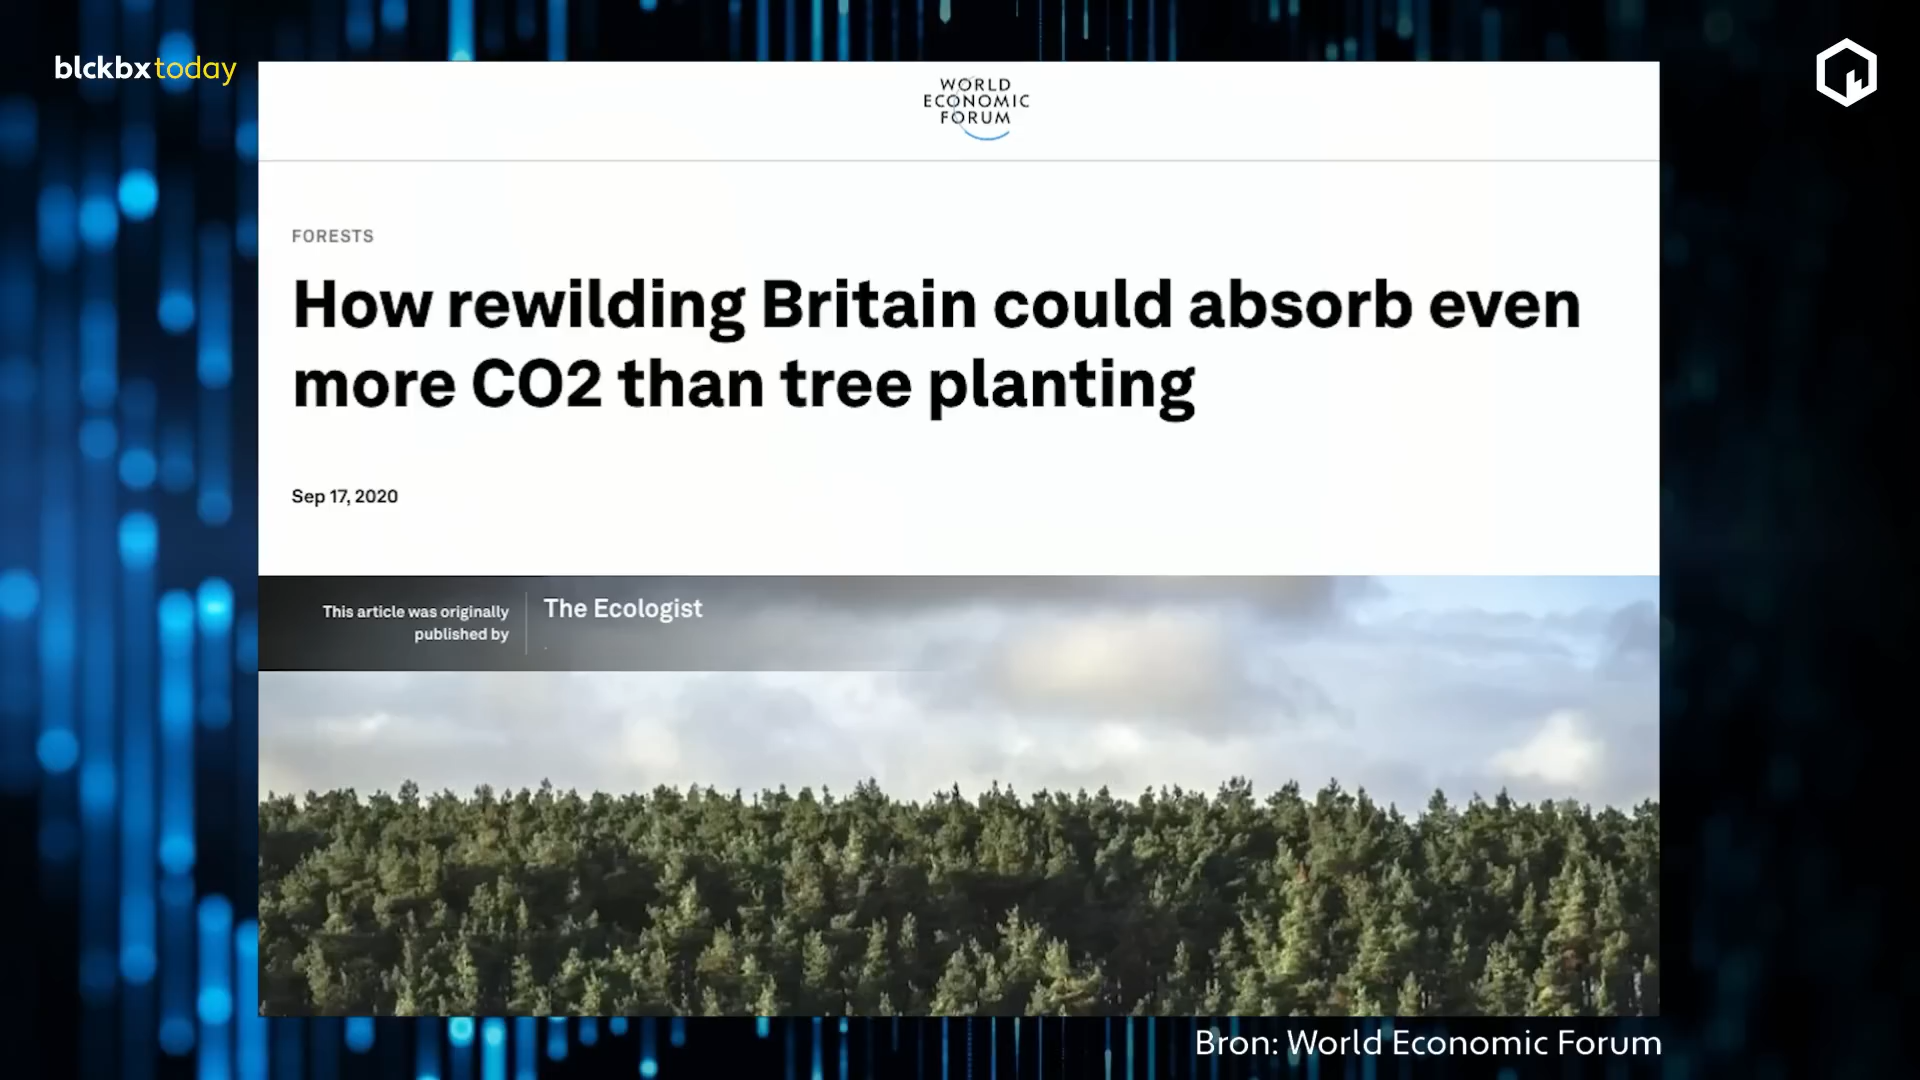 blckbxtoday
WORLD
ECONOMIC
FORUM
FORESTS
How rewilding Britain could absorb even
more CO2 than tree planting
Sep 17, 2020
This article was originally
published by
The Ecologist
Bron: World Economic Forum